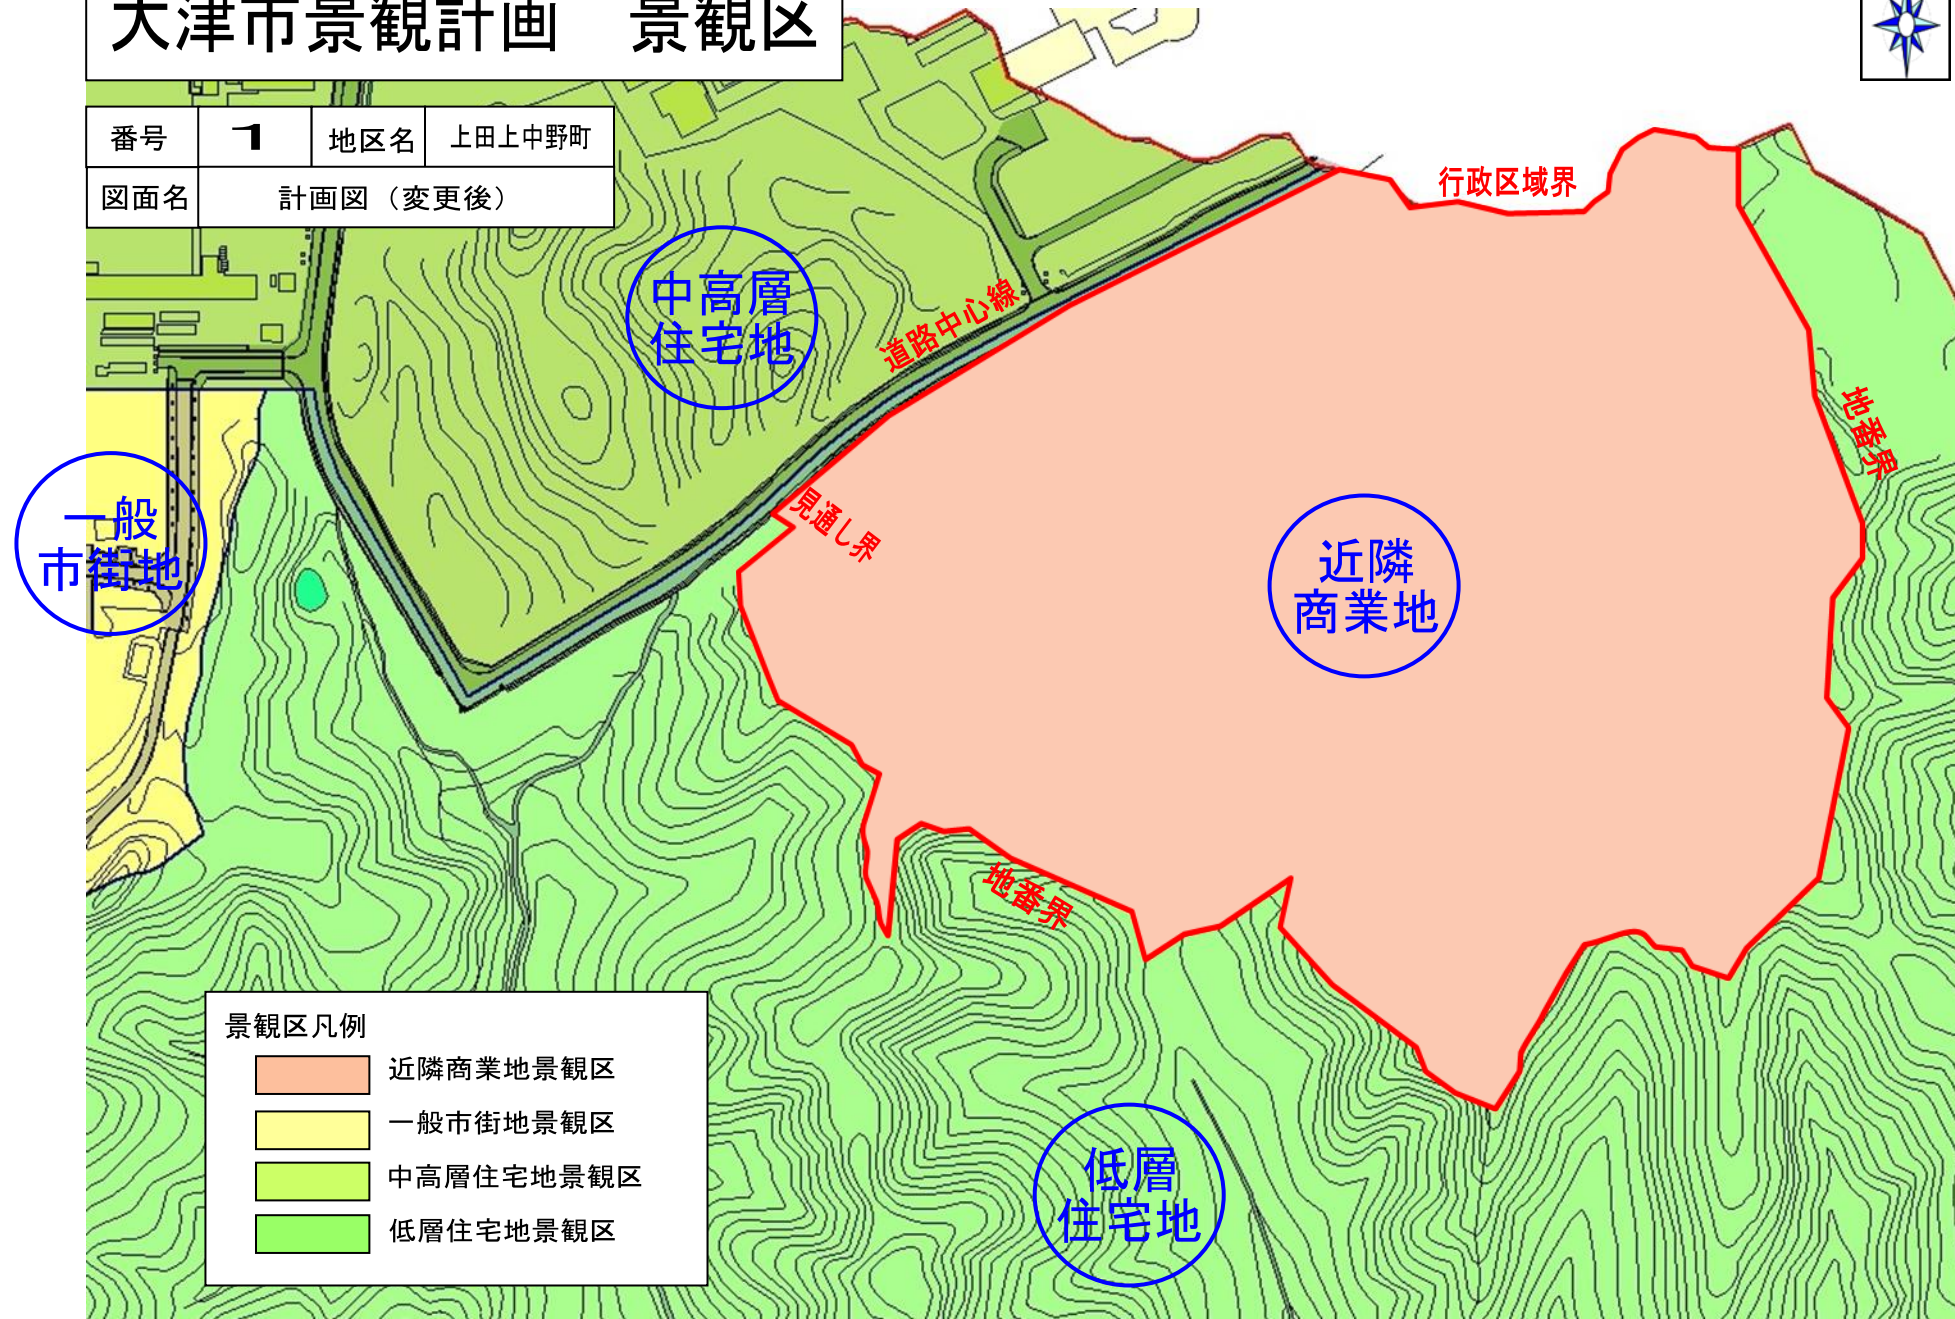 大津市景観計画　景観区
番号 1 地区名 上田上中野町
図面名 計画図（変更後）
行政区域界
中高層
住宅地
道路中心線
地番界
一般
市街地
見通し界
近隣
商業地
地番界
景観区凡例
近隣商業地景観区
一般市街地景観区
中高層住宅地景観区
低層住宅地景観区
低層
住宅地